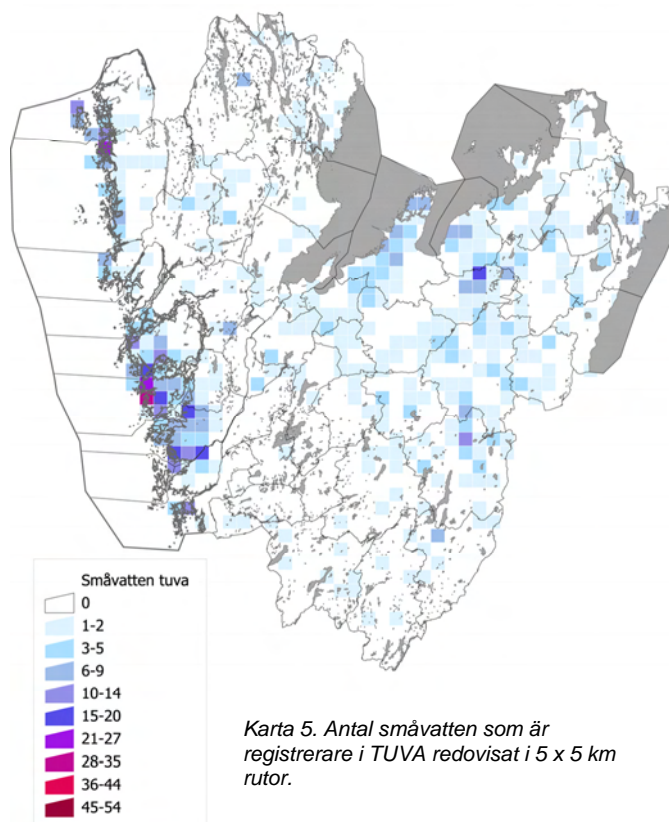 Småvatten tuva
0
1-2
3-5
6-9
10-14
15-20
21-27
28-35
36-44
45-54
Karta 5. Antal småvatten som är
registrerare i TUVA redovisat i 5 x 5 km
rutor.